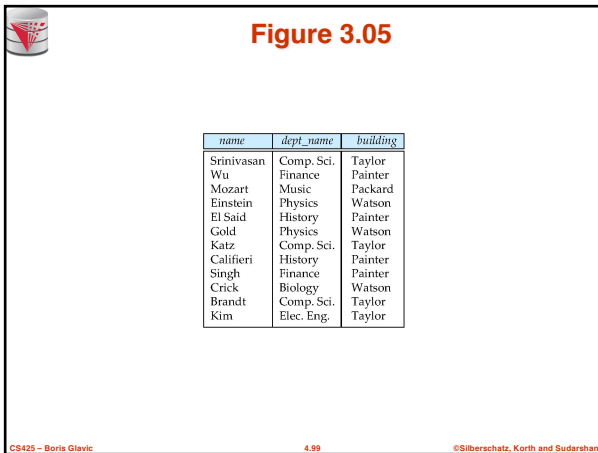 Figure 3.05
name dept_name building
Srinivasan Comp. Sci. Taylor
Wu Finance Painter
Mozart Music Packard
Einstein Physics Watson
El Said History Painter
Gold Physics Watson
Katz Comp. Sci. Taylor
Califieri History Painter
Singh Finance Painter
Crick Biology Watson
Brandt Comp. Sci. Taylor
Kim Elec. Eng. Taylor
CS425 – Boris Glavic 4.99 ©Silberschatz, Korth and Sudarshan